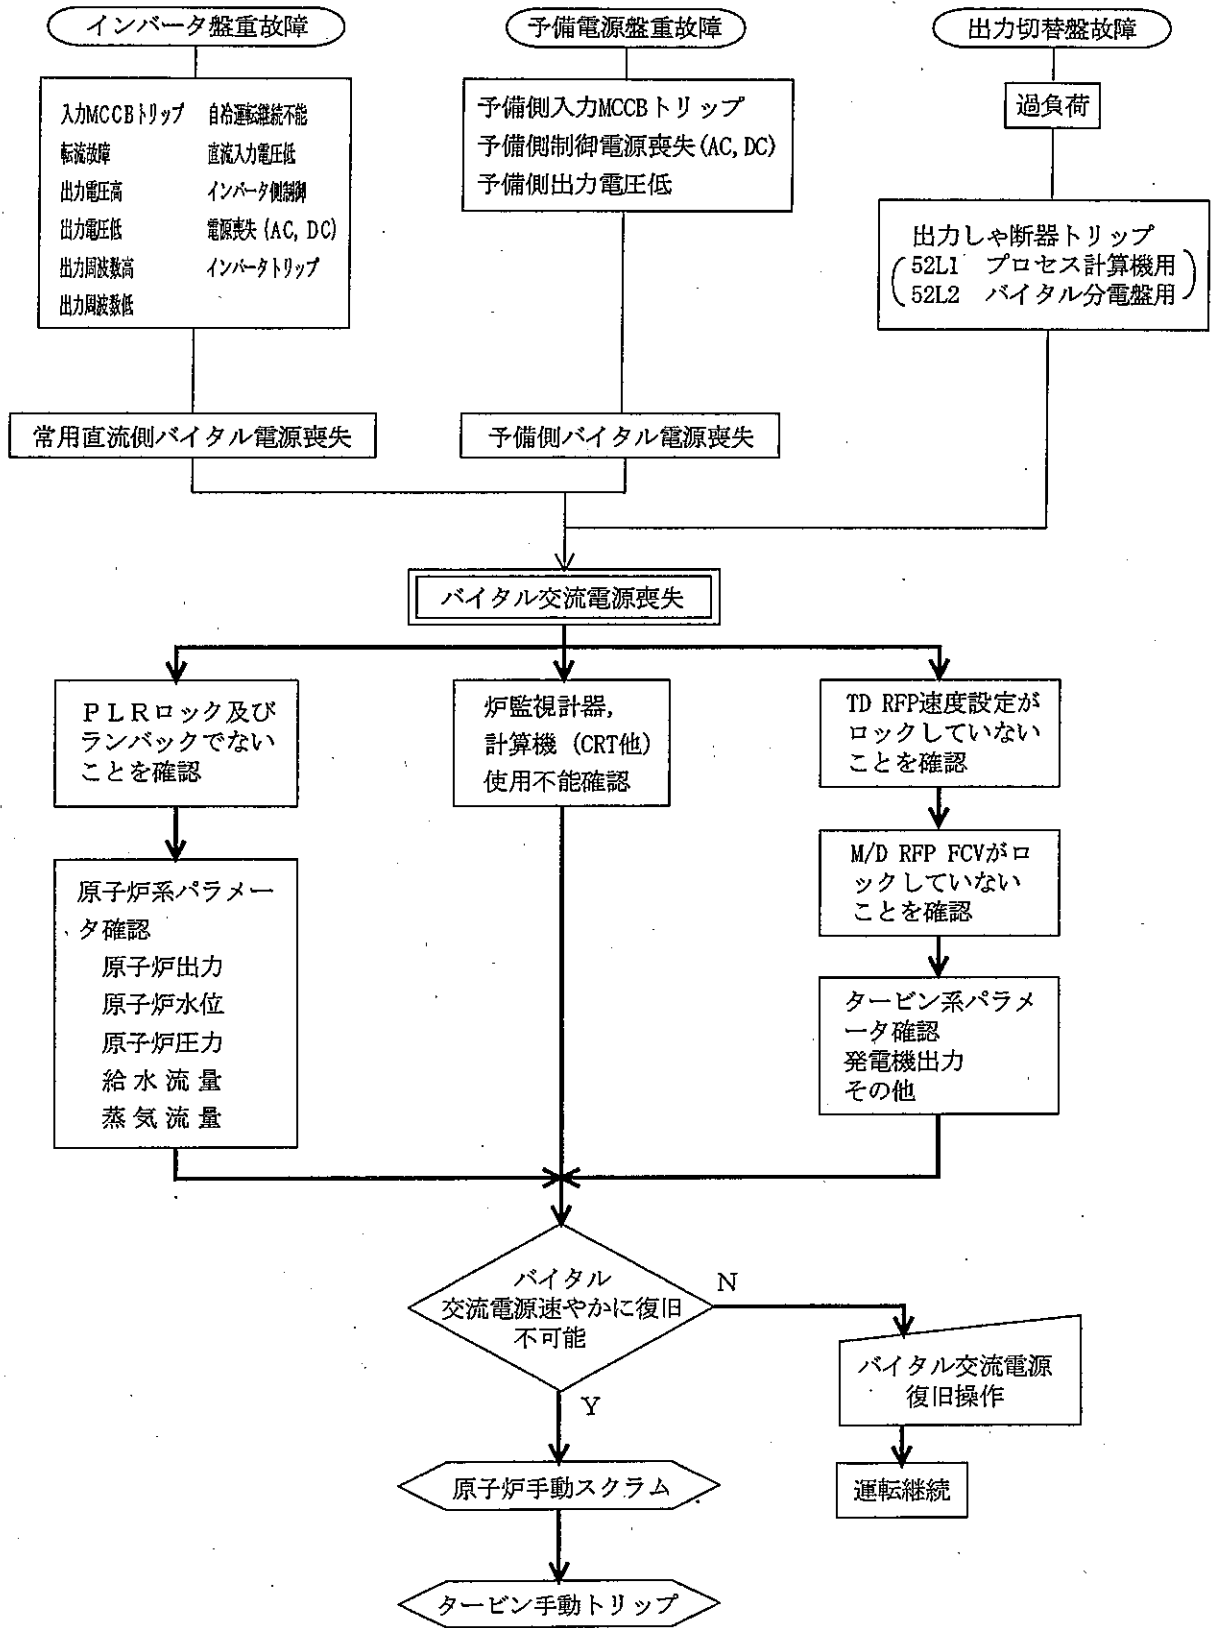 インバータ盤重故障
予備電源盤重故障
出力切替盤故障
入力MCCBトリップ
転流故障
出力電圧高
出力電圧低
出力周波数高
出力周波数低
自冷運転継続不能
直流入力電圧低
インバータ側制御
電源喪失 (AC, DC)
インバータトリップ
予備側入力MCCBトリップ
予備側制御電源喪失(AC, DC)
予備側出力電圧低
過負荷
出力しゃ断器トリップ
(52L1 プロセス計算機用
52L2 バイタル分電盤用)
常用直流側バイタル電源喪失
予備側バイタル電源喪失
バイタル交流電源喪失
PLRロック及び
ランバックでない
ことを確認
炉監視計器,
計算機 (CRT他)
使用不能確認
TD RFP速度設定が
ロックしていない
ことを確認
M/D RFP FCVがロ
ックしていない
ことを確認
原子炉系パラメー
タ確認
原子炉出力
原子炉水位
原子炉圧力
給水流量
蒸気流量
タービン系パラメ
ータ確認
発電機出力
その他
バイタル
交流電源速やかに復旧
不可能
N
Y
バイタル交流電源
復旧操作
運転継続
原子炉手動スクラム
タービン手動トリップ